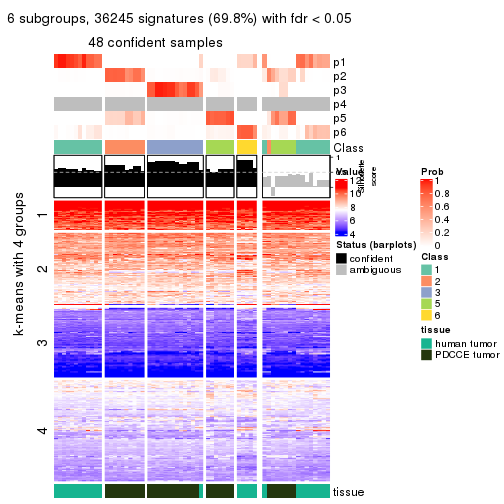 6 subgroups, 36245 signatures (69.8%) with fdr < 0.05
48 confident samples
p1
p2
p3
p4
p5
p6
Class
1
Silhouette
score
k-means with 4 groups
1
2
3
4
tissue
Value
12
10
8
6
4
Status (barplots)
confident
ambiguous
Prob
1
0.8
0.6
0.4
0.2
0
Class
1
2
3
5
6
tissue
human tumor
PDCCE tumor